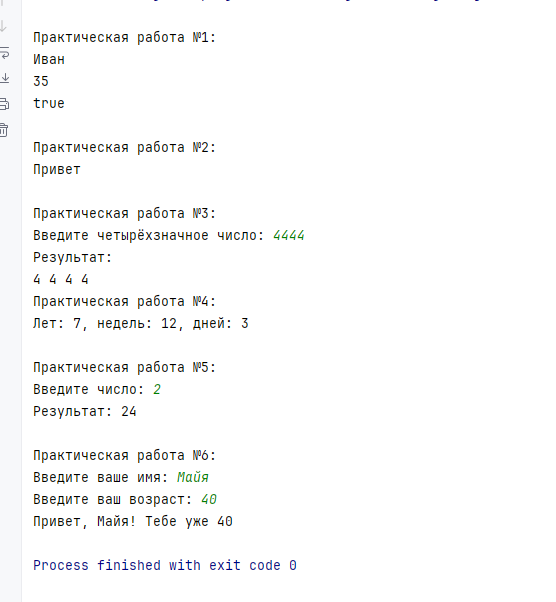 Практическая работа №1:
Иван
35
true
Практическая работа №2:
Привет
Практическая работа №3:
Введите четырёхзначное число: 4444
Результат:
4 4 4 4
Практическая работа №4:
Лет: 7, недель: 12, дней: 3
Практическая работа №5:
Введите число: 2
Результат: 24
Практическая работа №6:
Введите ваше имя: Майя
Введите ваш возраст: 40
Привет, Майя! Тебе уже 40
Process finished with exit code 0